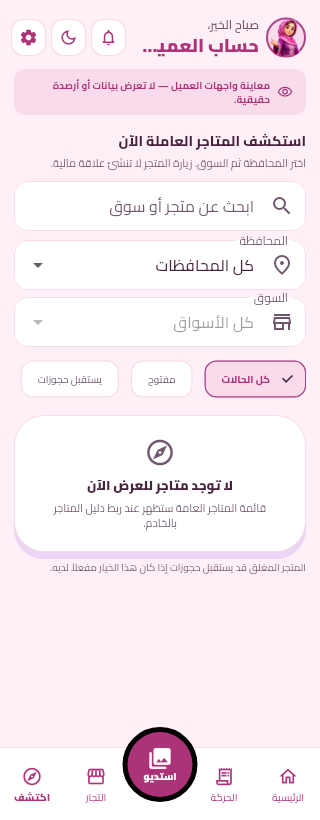 صباح الخير،
حساب العميـ...
معاينة واجهات العميل — لا تعرض بيانات أو أرصدة
حقيقية.
استكشف المتاجر العاملة الآن
اختر المحافظة ثم السوق. زيارة المتجر لا تنشئ علاقة مالية.
ابحث عن متجر أو سوق
المحافظة
كل المحافظات
السوق
كل الأسواق
كل الحالات
مفتوح
يستقبل حجوزات
لا توجد متاجر للعرض الآن
قائمة المتاجر العامة ستظهر عند ربط دليل المتاجر
بالخادم.
المتجر المغلق قد يستقبل حجوزات إذا كان هذا الخيار مفعلاً لديه.
الرئيسية
الحركة
استديو
التجار
اكتشف